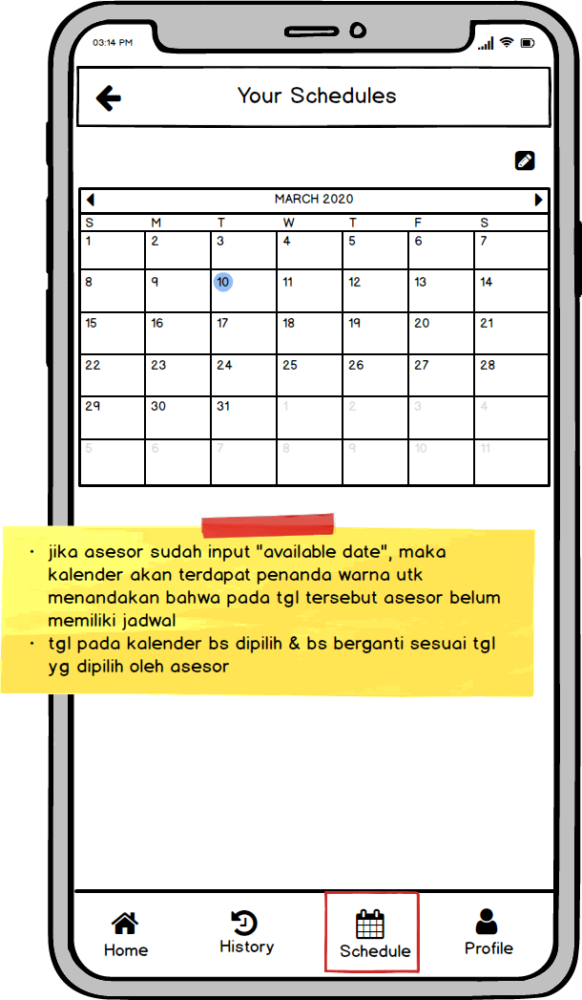 03:14 PM
Your Schedules
MARCH 2020
S M T W T F S
1 2 3 4 5 6 7
8 9 10 11 12 13 14
15 16 17 18 19 20 21
22 23 24 25 26 27 28
29 30 31 1 2 3 4
5 6 7 8 9 10 11
• jika asesor sudah input "available date", maka
kalender akan terdapat penanda warna utk
menandakan bahwa pada tgl tersebut asesor belum
memiliki jadwal
• tgl pada kalender bs dipilih & bs berganti sesuai tgl
yg dipilih oleh asesor
Home History Schedule Profile